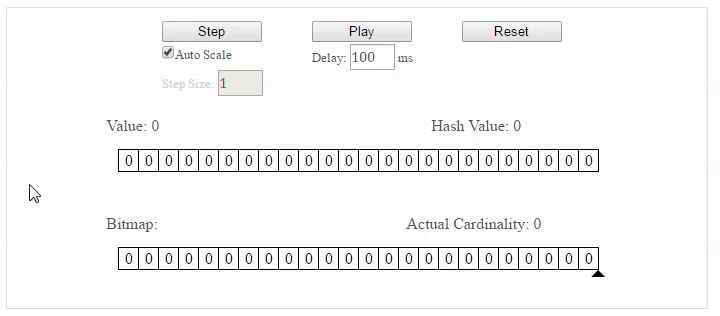 Step Play Reset
Auto Scale Delay: 100 ms
Step Size: 1
Value: 0 Hash Value: 0
0 0 0 0 0 0 0 0 0 0 0 0 0 0 0 0 0 0 0 0 0 0 0 0
Bitmap: Actual Cardinality: 0
0 0 0 0 0 0 0 0 0 0 0 0 0 0 0 0 0 0 0 0 0 0 0 0